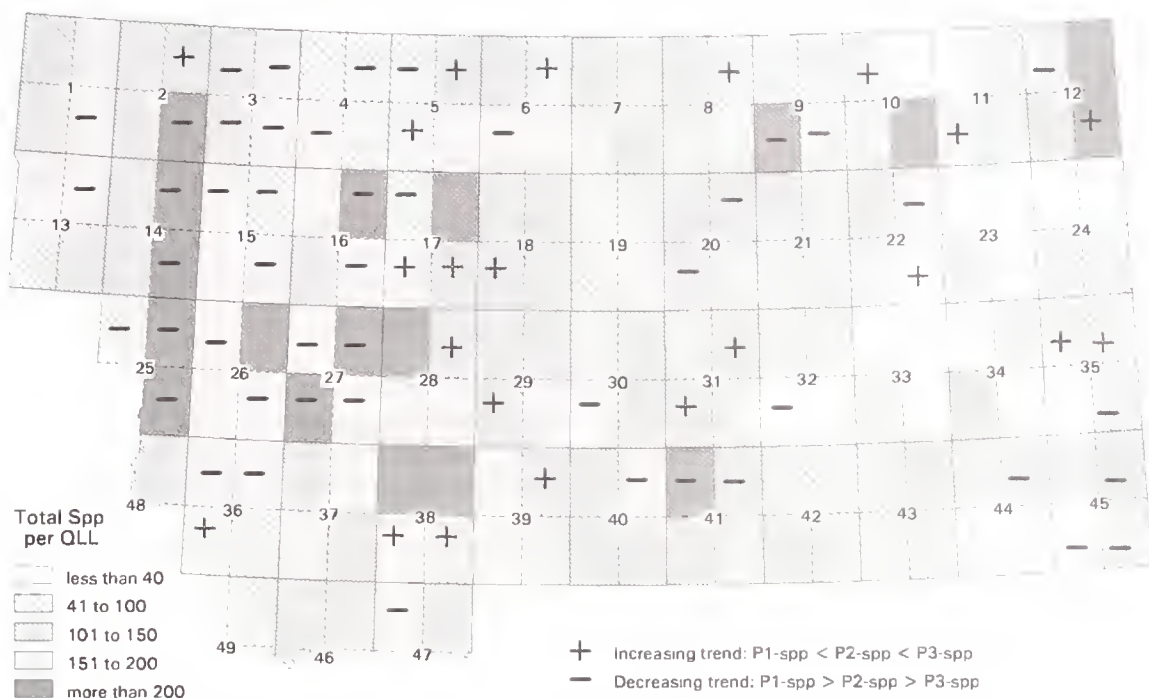 1 2 3 4 5 6 7 8 9 10 11 12
13 14 15 16 17 18 19 20 21 22 23 24
25 26 27 28 29 30 31 32 33 34 35
48 36 37 38 39 40 41 42 43 44 45
49 46 47
Total Spp
per QLL
less than 40
41 to 100
101 to 150
151 to 200
more than 200
+ Increasing trend: P1-spp < P2-spp < P3-spp
− Decreasing trend: P1-spp > P2-spp > P3-spp